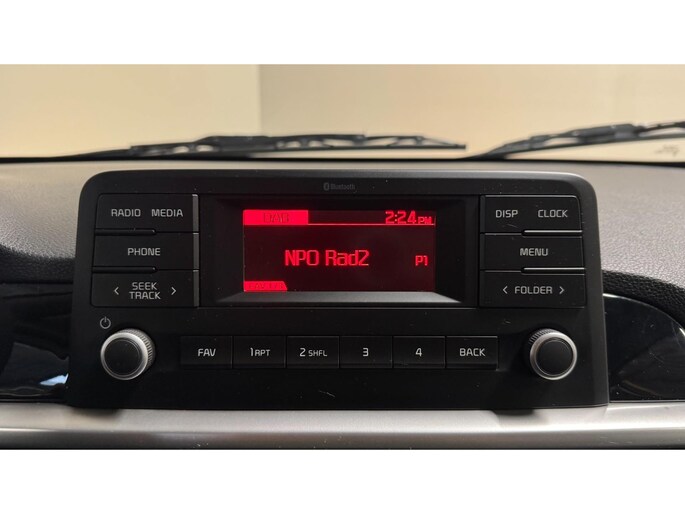 Bluetooth
RADIO MEDIA
PHONE
SEEK
TRACK
DAB
2:24 PM
NPO Rad2
P1
DISP CLOCK
MENU
FOLDER
FAV
1 RPT
2 SHFL
3
4
BACK